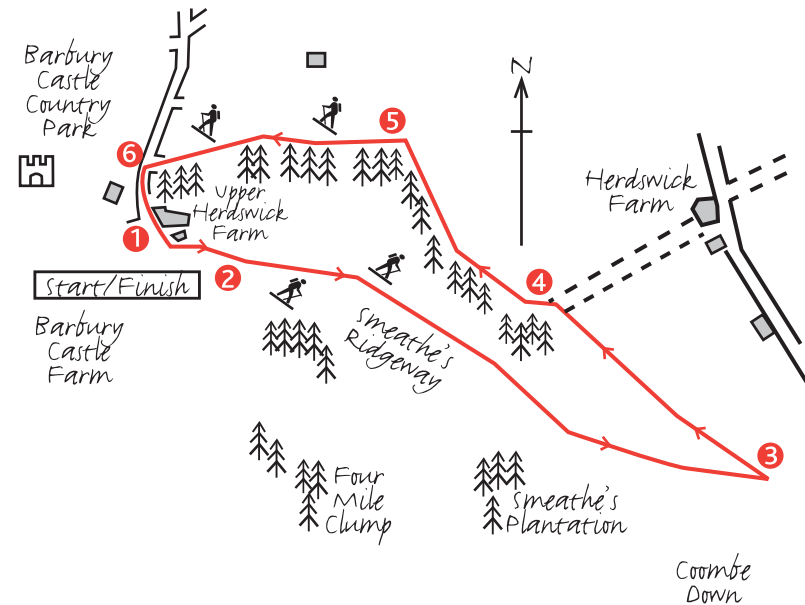 Barbury
Castle
Country
Park
N
5
6
Herdswick
Farm
Upper
Herdswick
Farm
1
2
4
Start/Finish
Barbury
Castle
Farm
Smeathe's
Ridgeway
3
Four
Mile
Clump
Smeathe's
Plantation
Coombe
Down